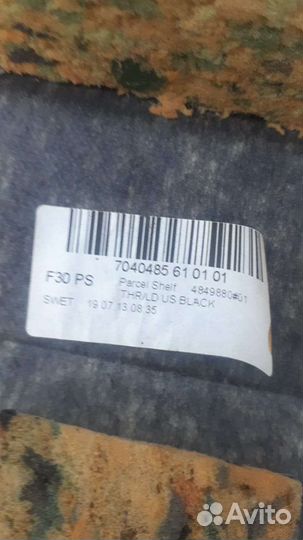 7040485 61 01 01
F30 PS Parcel Shelf 4849880#01
THR/LD US BLACK
SWET 19 07 13 08 35
Avito